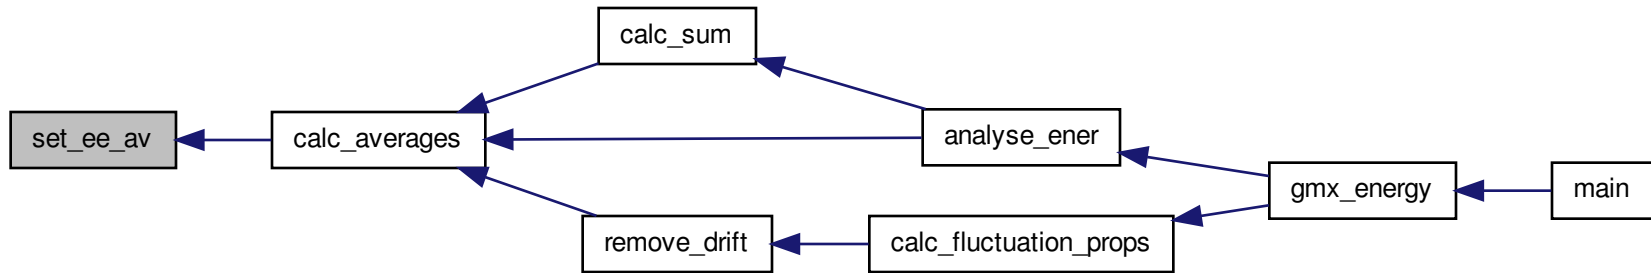 calc_sum
set_ee_av
calc_averages
analyse_ener
gmx_energy
main
remove_drift
calc_fluctuation_props